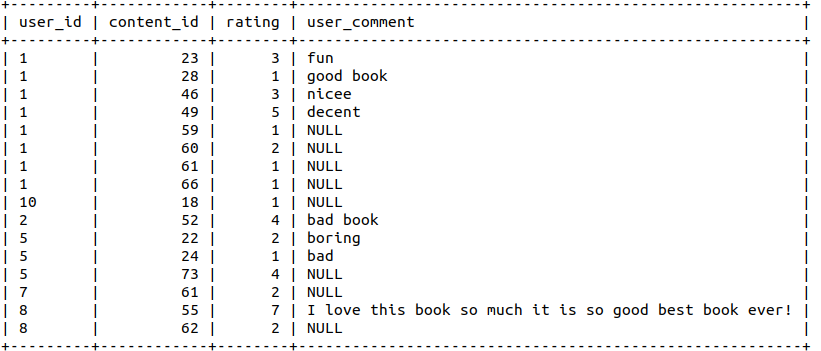 +---------+------------+--------+--------------------------------------------------------+
| user_id | content_id | rating | user_comment                                           |
+---------+------------+--------+--------------------------------------------------------+
| 1       |         23 |      3 | fun                                                    |
| 1       |         28 |      1 | good book                                              |
| 1       |         46 |      3 | nicee                                                  |
| 1       |         49 |      5 | decent                                                 |
| 1       |         59 |      1 | NULL                                                   |
| 1       |         60 |      2 | NULL                                                   |
| 1       |         61 |      1 | NULL                                                   |
| 1       |         66 |      1 | NULL                                                   |
| 10      |         18 |      1 | NULL                                                   |
| 2       |         52 |      4 | bad book                                               |
| 5       |         22 |      2 | boring                                                 |
| 5       |         24 |      1 | bad                                                    |
| 5       |         73 |      4 | NULL                                                   |
| 7       |         61 |      2 | NULL                                                   |
| 8       |         55 |      7 | I love this book so much it is so good best book ever! |
| 8       |         62 |      2 | NULL                                                   |
+---------+------------+--------+--------------------------------------------------------+